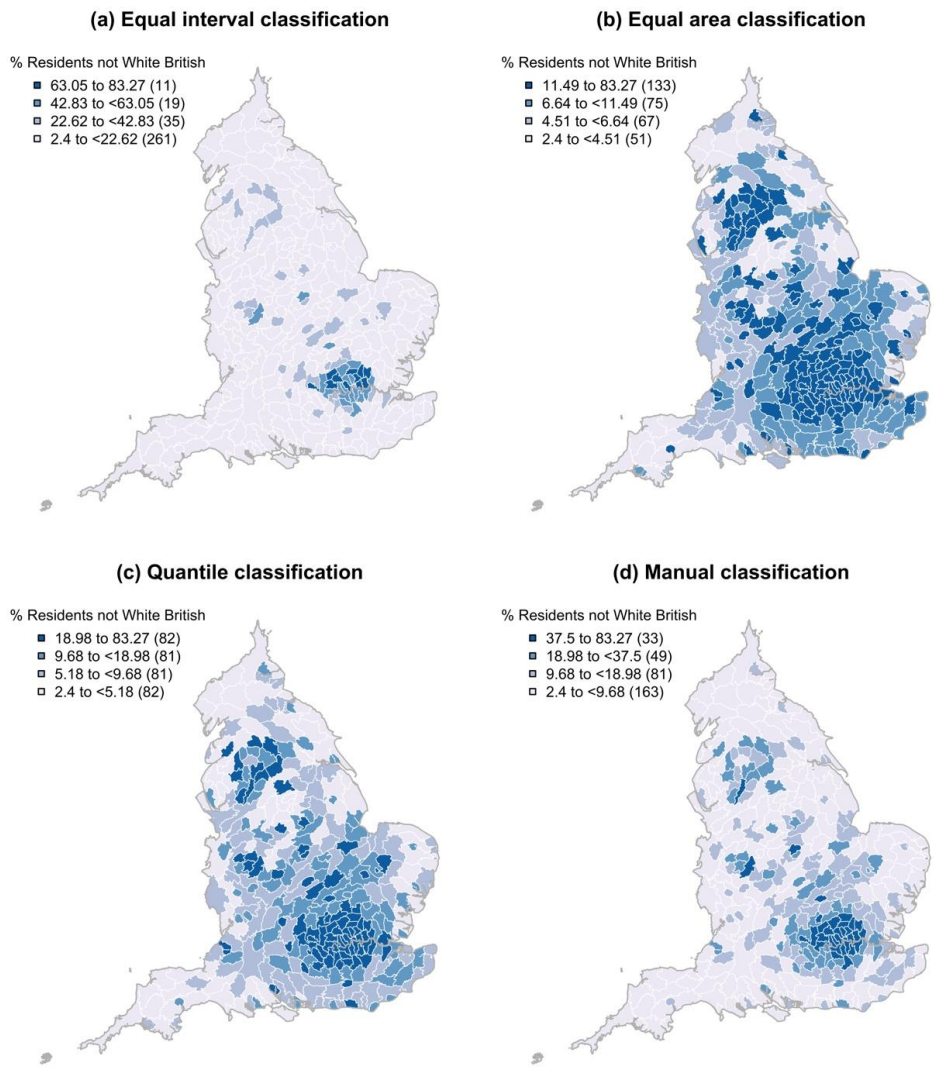 (a) Equal interval classification
% Residents not White British
63.05 to 83.27 (11)
42.83 to <63.05 (19)
22.62 to <42.83 (35)
2.4 to <22.62 (261)
(b) Equal area classification
% Residents not White British
11.49 to 83.27 (133)
6.64 to <11.49 (75)
4.51 to <6.64 (67)
2.4 to <4.51 (51)
(c) Quantile classification
% Residents not White British
18.98 to 83.27 (82)
9.68 to <18.98 (81)
5.18 to <9.68 (81)
2.4 to <5.18 (82)
(d) Manual classification
% Residents not White British
37.5 to 83.27 (33)
18.98 to <37.5 (49)
9.68 to <18.98 (81)
2.4 to <9.68 (163)